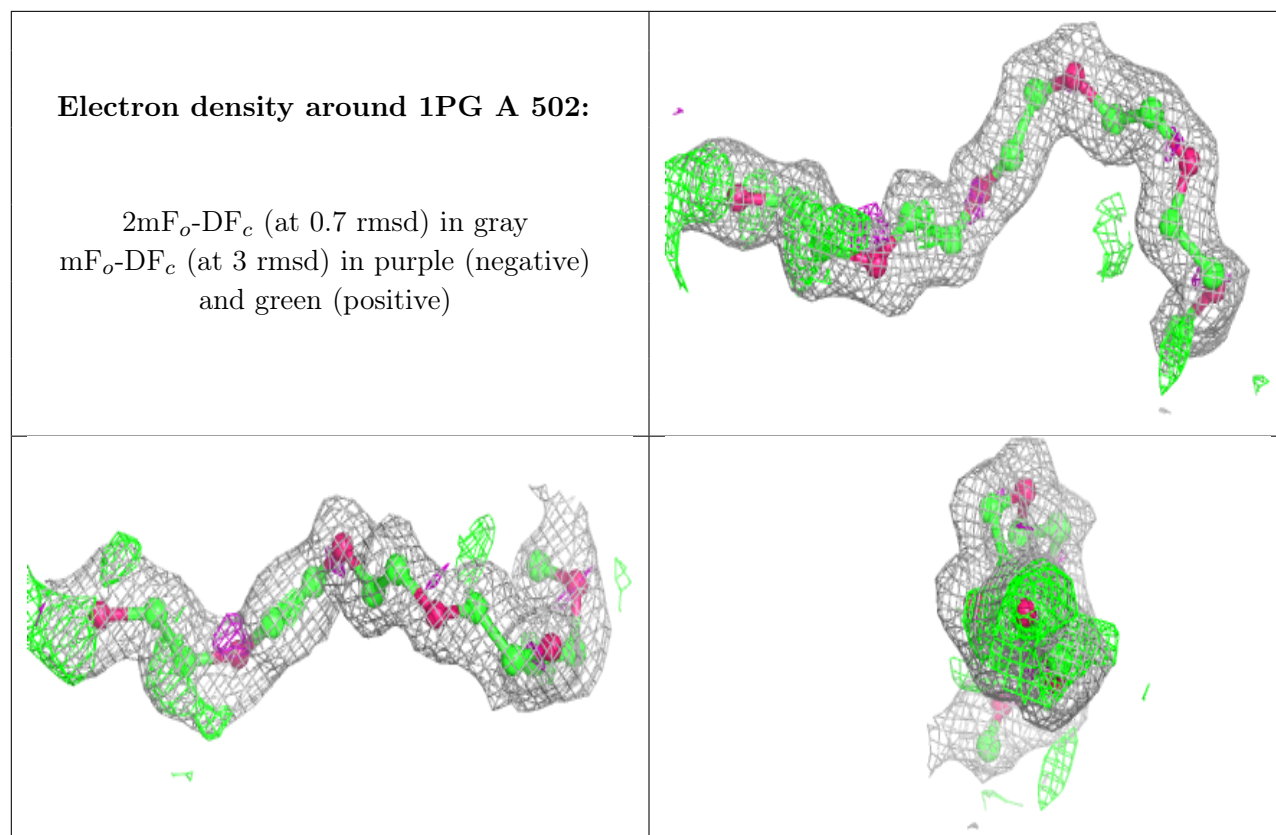 Electron density around 1PG A 502:
2mFo-DFc (at 0.7 rmsd) in gray
mFo-DFc (at 3 rmsd) in purple (negative)
and green (positive)